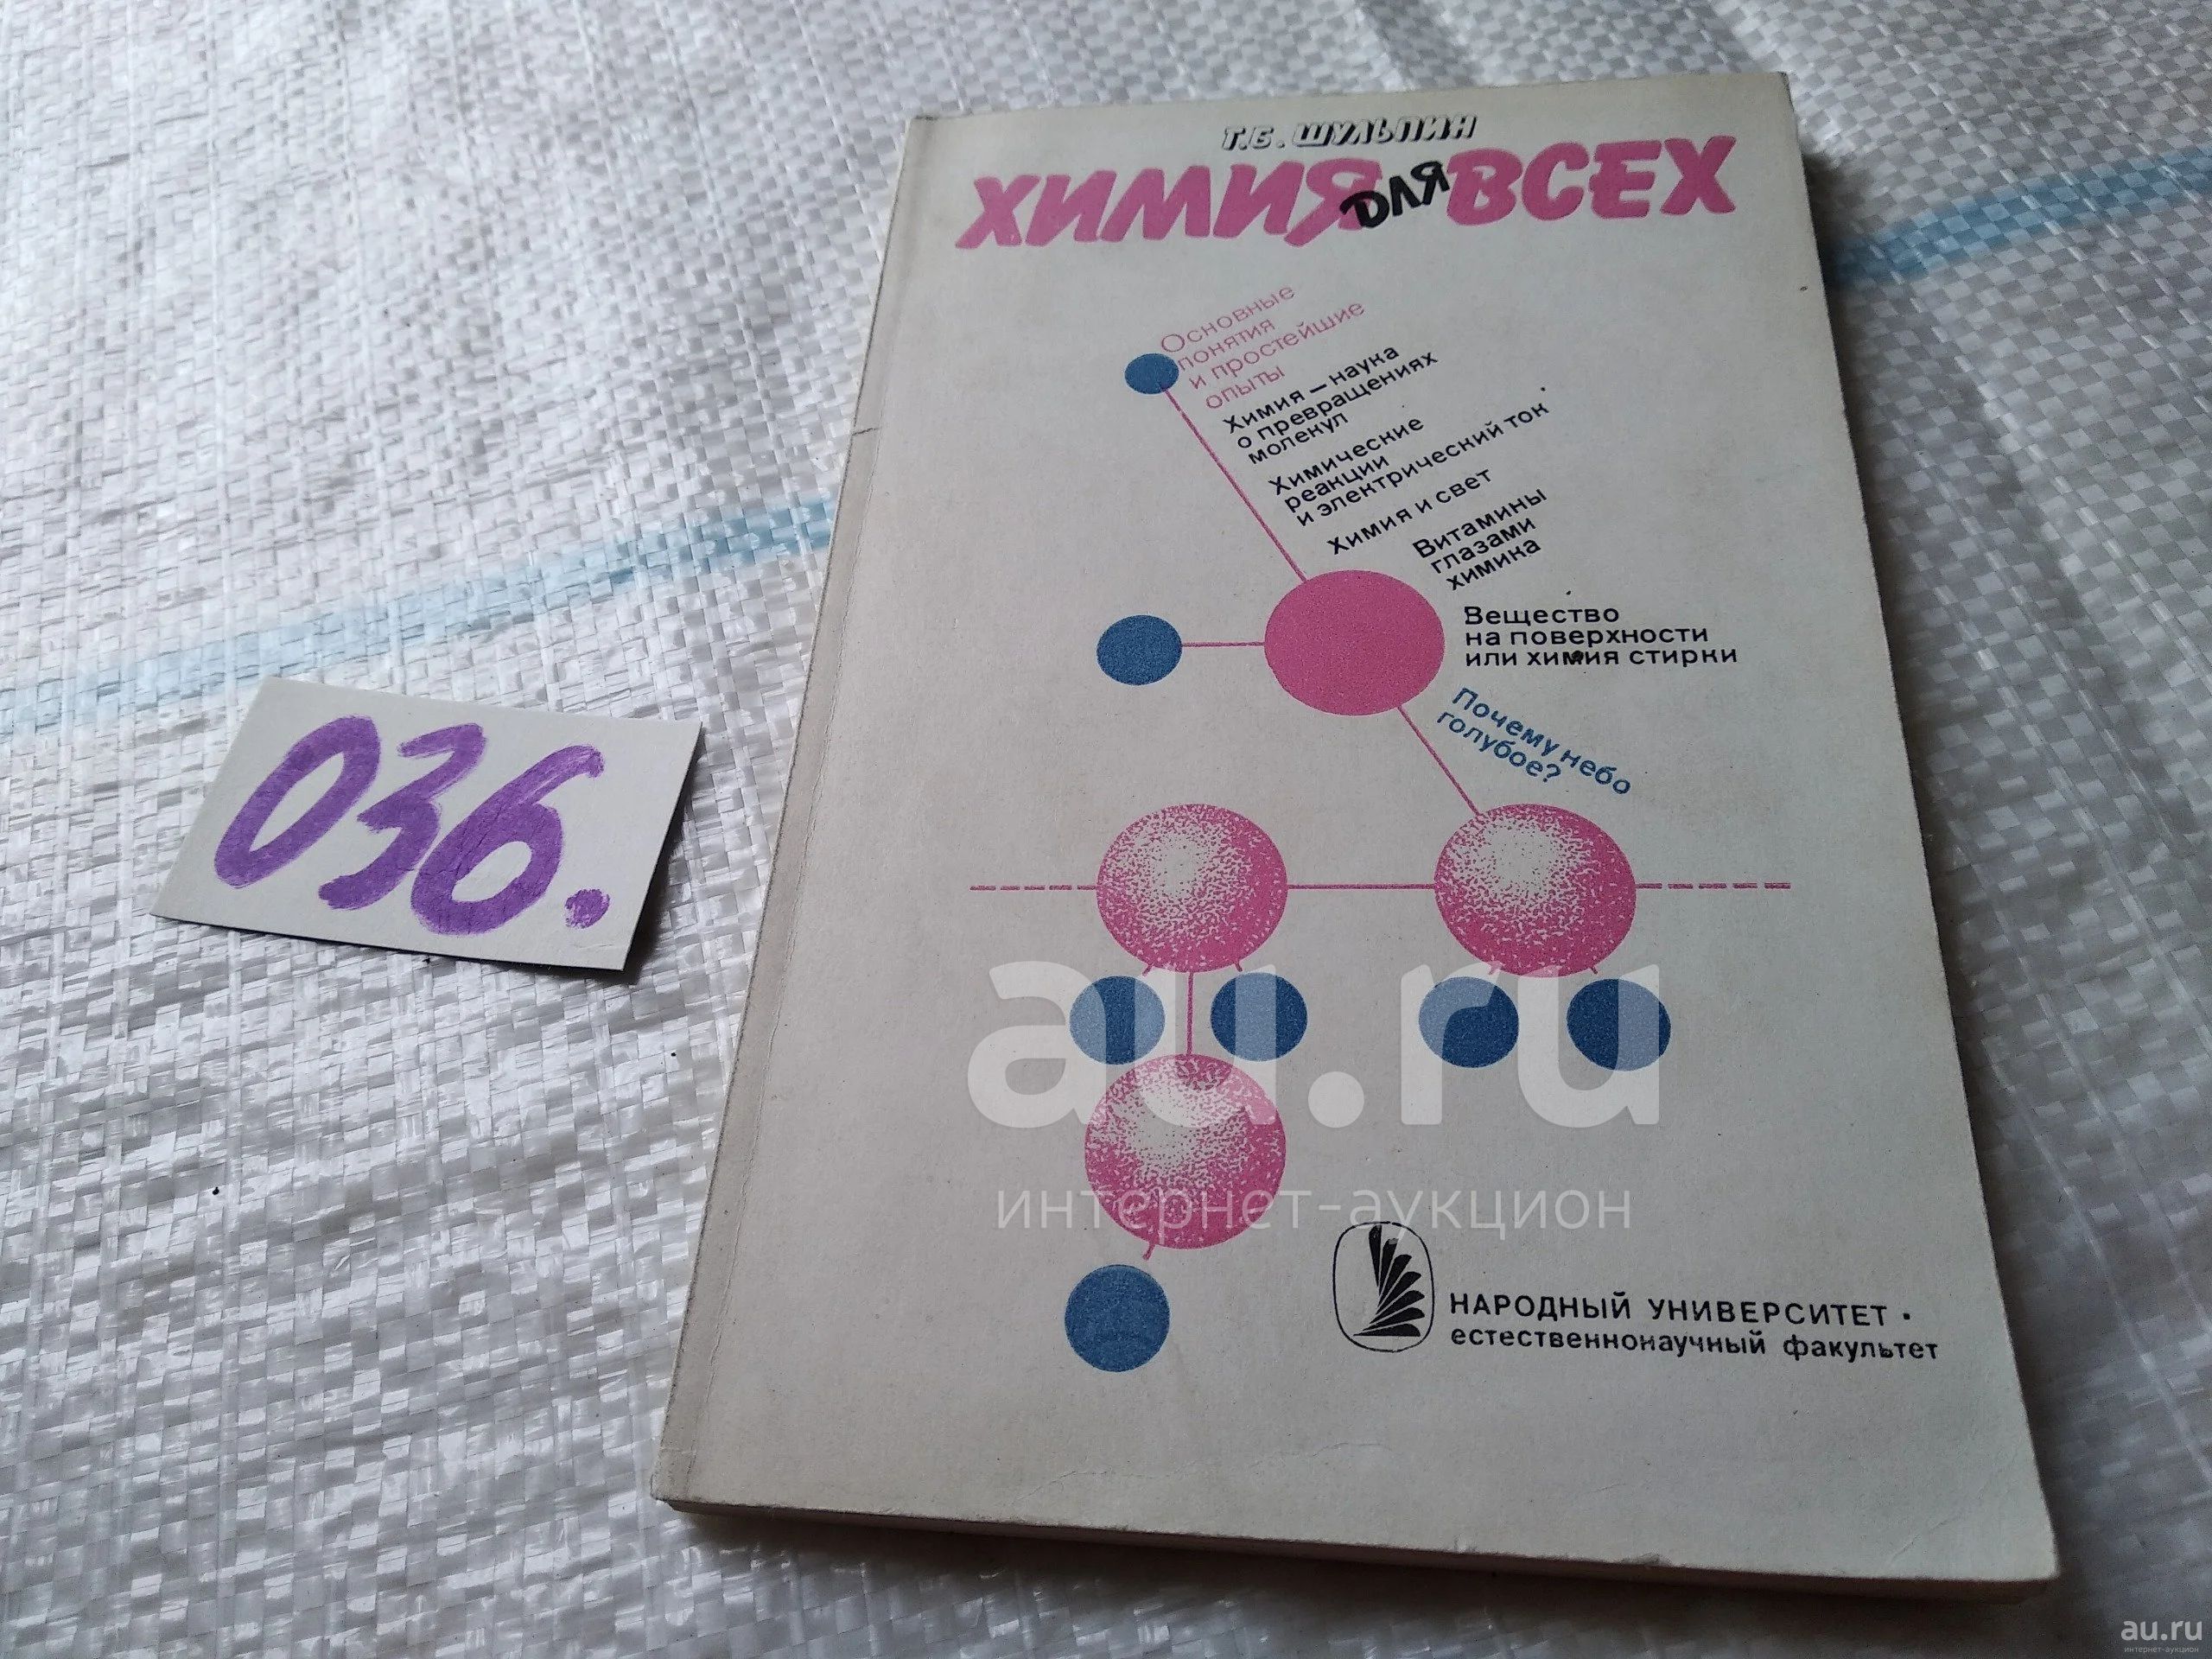 Г.Б. ШУЛЬПИН
ХИМИЯ ДЛЯ ВСЕХ
Основные
понятия
и простейшие
опыты
Химия — наука
о превращениях
молекул
Химические
реакции
и электрический ток
Химия и свет
Витамины
глазами
химика
Вещество
на поверхности
или химия стирки
Почему небо
голубое?
036.
au.ru
интернет-аукцион
НАРОДНЫЙ УНИВЕРСИТЕТ •
естественнонаучный факультет
au.ru
интернет-аукцион